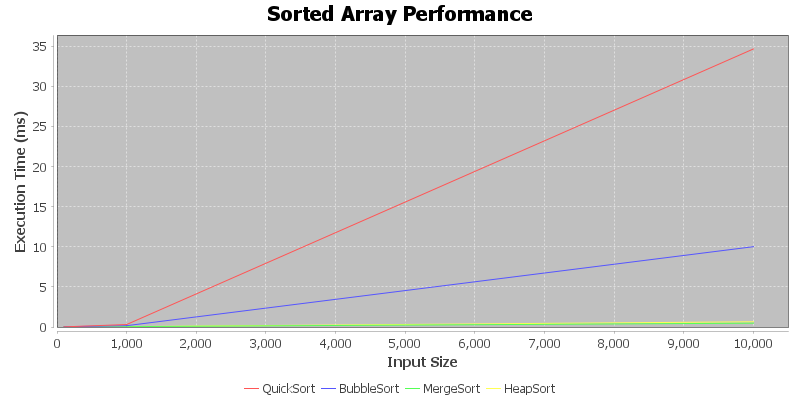 Sorted Array Performance
Execution Time (ms)
35
30
25
20
15
10
5
0
0 1,000 2,000 3,000 4,000 5,000 6,000 7,000 8,000 9,000 10,000
Input Size
QuickSort BubbleSort MergeSort HeapSort